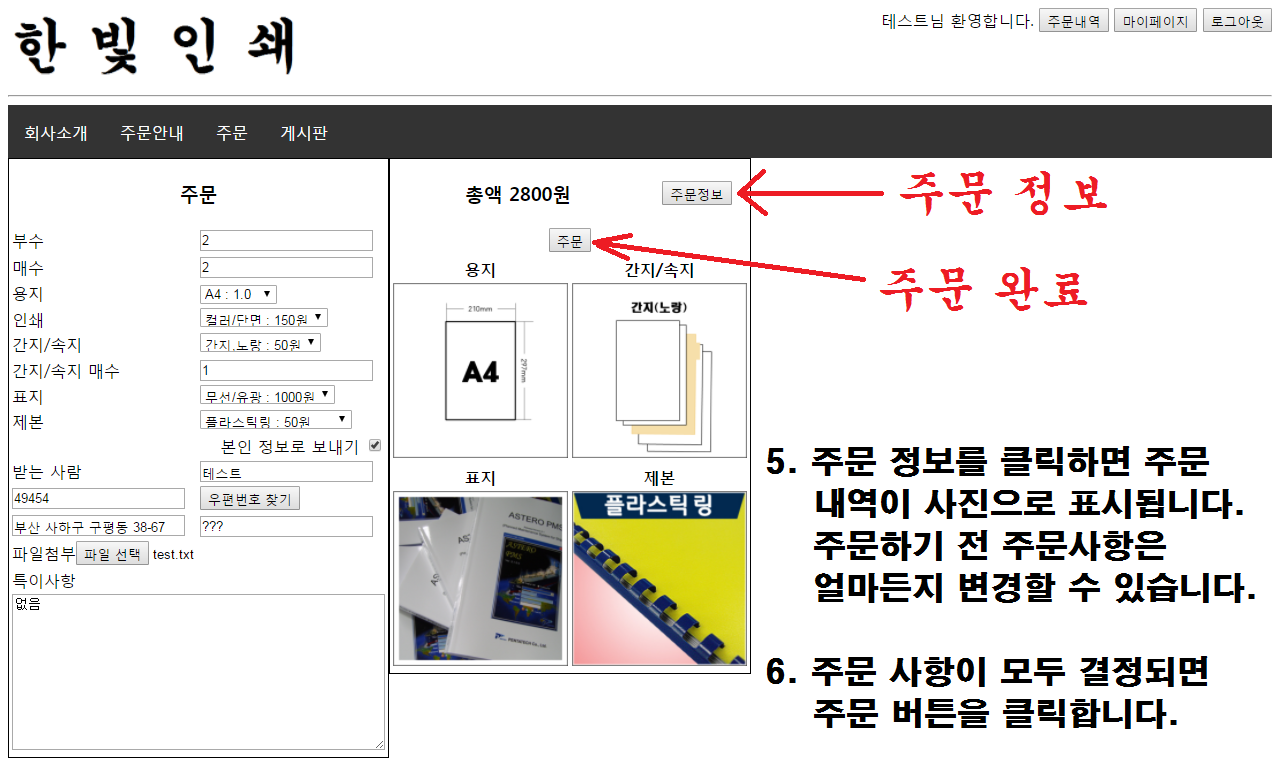 한빛인쇄
테스트님 환영합니다. 주문내역 마이페이지 로그아웃
회사소개 주문안내 주문 게시판
주문
부수 2
매수 2
용지 A4 : 1.0
인쇄 컬러/단면 : 150원
간지/속지 간지,노랑 : 50원
간지/속지 매수 1
표지 무선/유광 : 1000원
제본 플라스틱링 : 50원
본인 정보로 보내기
받는 사람 테스트
49454 우편번호 찾기
부산 사하구 구평동 38-67 ???
파일첨부 파일 선택 test.txt
특이사항
없음
총액 2800원 주문정보
주문
용지 간지/속지
210mm
297mm
A4
간지(노랑)
표지 제본
ASTERO PMS
ASTERO
PMS
플라스틱 링
주문 정보
주문 완료
5. 주문 정보를 클릭하면 주문
내역이 사진으로 표시됩니다.
주문하기 전 주문사항은
얼마든지 변경할 수 있습니다.
6. 주문 사항이 모두 결정되면
주문 버튼을 클릭합니다.